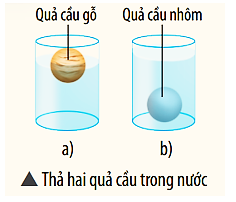 Quả cầu gỗ Quả cầu nhôm
a) b)
▲ Thả hai quả cầu trong nước